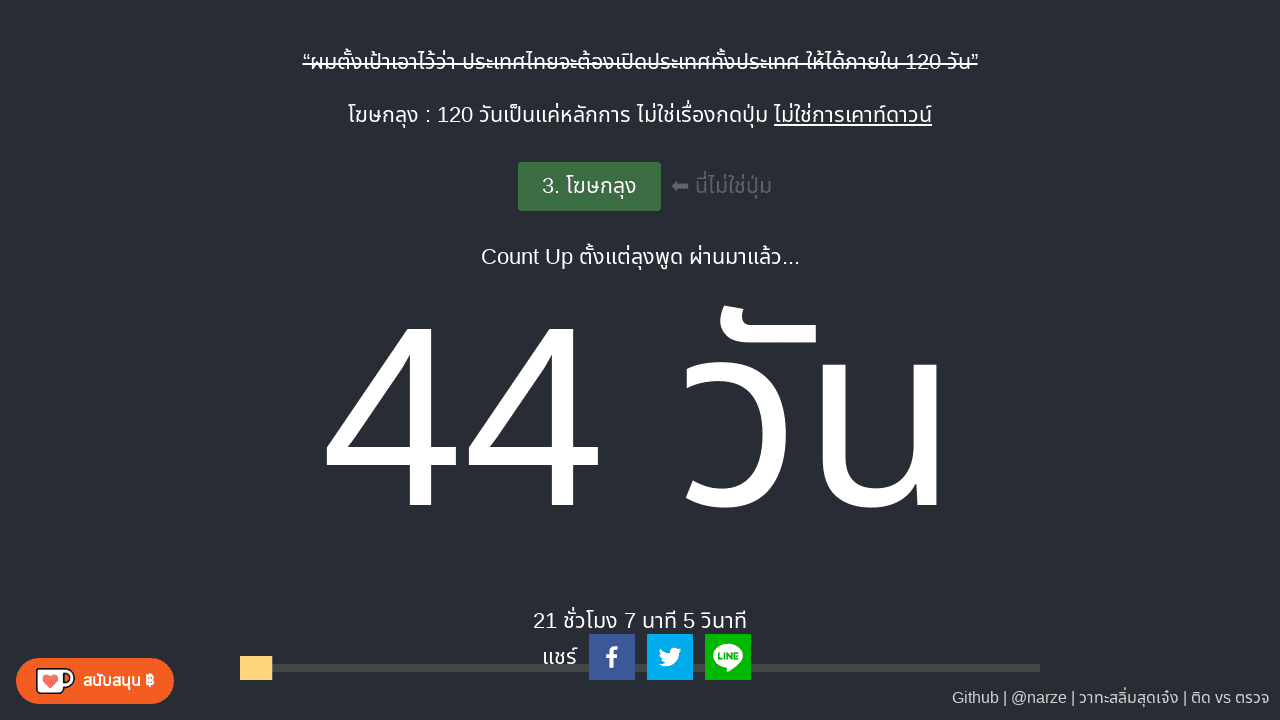 “ผมตั้งเป้าเอาไว้ว่า ประเทศไทยจะต้องเปิดประเทศทั้งประเทศ ให้ได้ภายใน 120 วัน”
โฆษกลุง : 120 วันเป็นแค่หลักการ ไม่ใช่เรื่องกดปุ่ม ไม่ใช่การเคาท์ดาวน์
3. โฆษกลุง ⬅ นี่ไม่ใช่ปุ่ม
Count Up ตั้งแต่ลุงพูด ผ่านมาแล้ว...
44 วัน
21 ชั่วโมง 7 นาที 5 วินาที
แชร์
LINE
สนับสนุน ฿
Github | @narze | วาทะสลิ่มสุดเจ๋ง | ติด vs ตรวจ